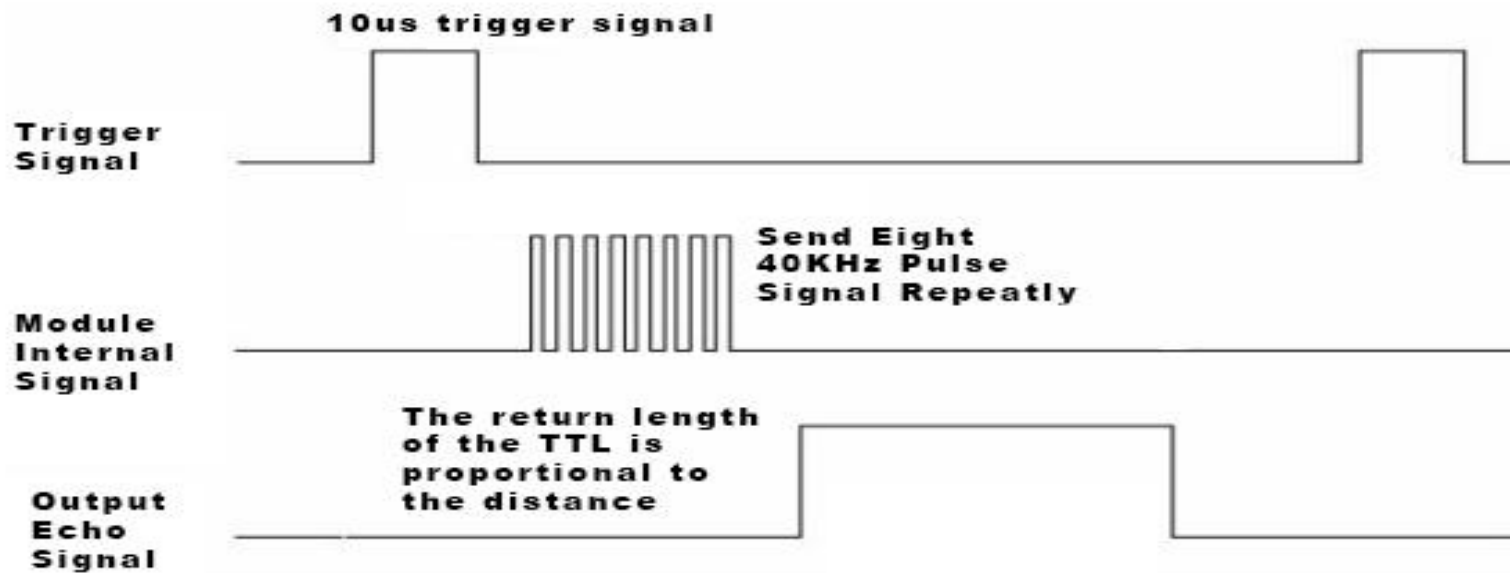 10us trigger signal
Trigger
Signal
Send Eight
40KHz Pulse
Signal Repeatly
Module
Internal
Signal
The return length
of the TTL is
proportional to
the distance
Output
Echo
Signal